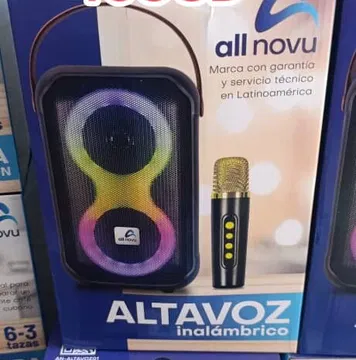 all novu
Marca con garantía
y servicio técnico
en Latinoamérica
all novu
novu
6-3
tazas
ALTAVOZ
inalámbrico